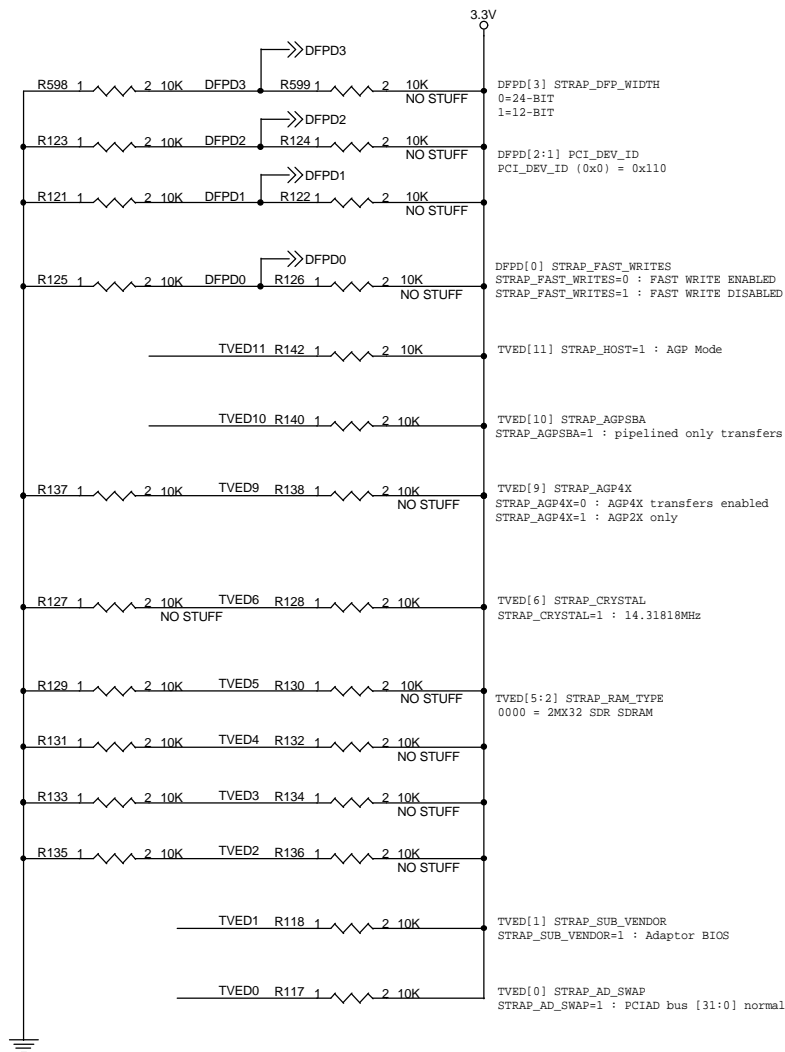 3.3V
DFPD3
R598 1 2 10K DFPD3 R599 1 2 10K
NO STUFF
DFPD[3] STRAP_DFP_WIDTH
0=24-BIT
1=12-BIT
DFPD2
R123 1 2 10K DFPD2 R124 1 2 10K
NO STUFF
DFPD[2:1] PCI_DEV_ID
PCI_DEV_ID (0x0) = 0x110
DFPD1
R121 1 2 10K DFPD1 R122 1 2 10K
NO STUFF
DFPD0
R125 1 2 10K DFPD0 R126 1 2 10K
NO STUFF
DFPD[0] STRAP_FAST_WRITES
STRAP_FAST_WRITES=0 : FAST WRITE ENABLED
STRAP_FAST_WRITES=1 : FAST WRITE DISABLED
TVED11 R142 1 2 10K
TVED[11] STRAP_HOST=1 : AGP Mode
TVED10 R140 1 2 10K
TVED[10] STRAP_AGPSBA
STRAP_AGPSBA=1 : pipelined only transfers
R137 1 2 10K TVED9 R138 1 2 10K
NO STUFF
TVED[9] STRAP_AGP4X
STRAP_AGP4X=0 : AGP4X transfers enabled
STRAP_AGP4X=1 : AGP2X only
R127 1 2 10K TVED6 R128 1 2 10K
NO STUFF
TVED[6] STRAP_CRYSTAL
STRAP_CRYSTAL=1 : 14.31818MHz
R129 1 2 10K TVED5 R130 1 2 10K
NO STUFF
TVED[5:2] STRAP_RAM_TYPE
0000 = 2MX32 SDR SDRAM
R131 1 2 10K TVED4 R132 1 2 10K
NO STUFF
R133 1 2 10K TVED3 R134 1 2 10K
NO STUFF
R135 1 2 10K TVED2 R136 1 2 10K
NO STUFF
TVED1 R118 1 2 10K
TVED[1] STRAP_SUB_VENDOR
STRAP_SUB_VENDOR=1 : Adaptor BIOS
TVED0 R117 1 2 10K
TVED[0] STRAP_AD_SWAP
STRAP_AD_SWAP=1 : PCIAD bus [31:0] normal